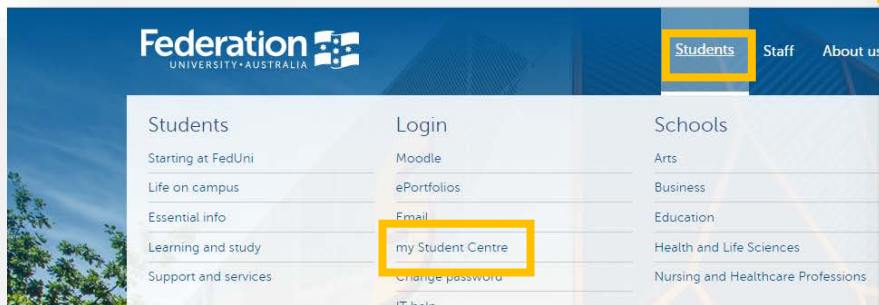 Federation
UNIVERSITY•AUSTRALIA
Students
Staff
About us
Students
Starting at FedUni
Life on campus
Essential info
Learning and study
Support and services
Login
Moodle
ePortfolios
Email
my Student Centre
Change password
IT help
Schools
Arts
Business
Education
Health and Life Sciences
Nursing and Healthcare Professions